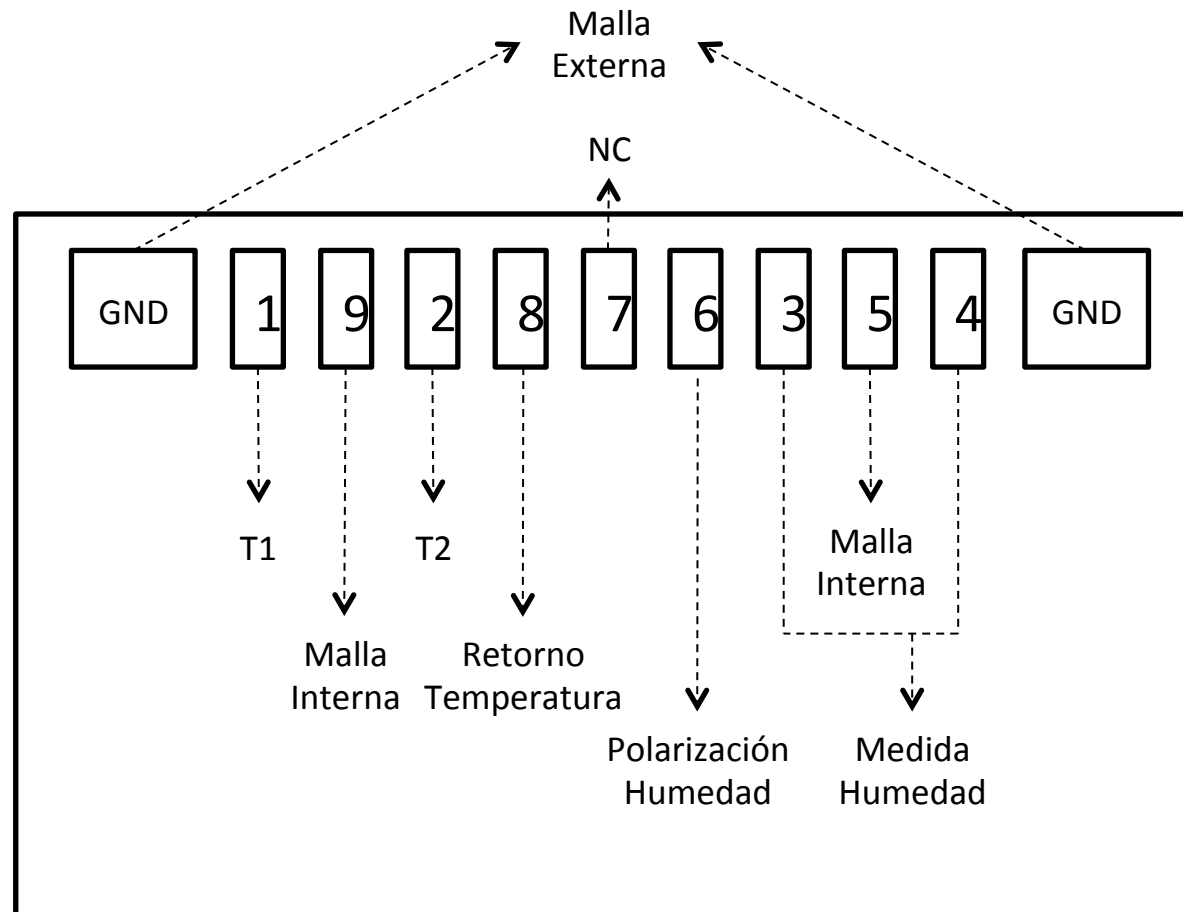 Malla
Externa
NC
GND 1 9 2 8 7 6 3 5 4 GND
T1 T2 Malla
Interna
Malla
Interna
Retorno
Temperatura
Polarización
Humedad
Medida
Humedad